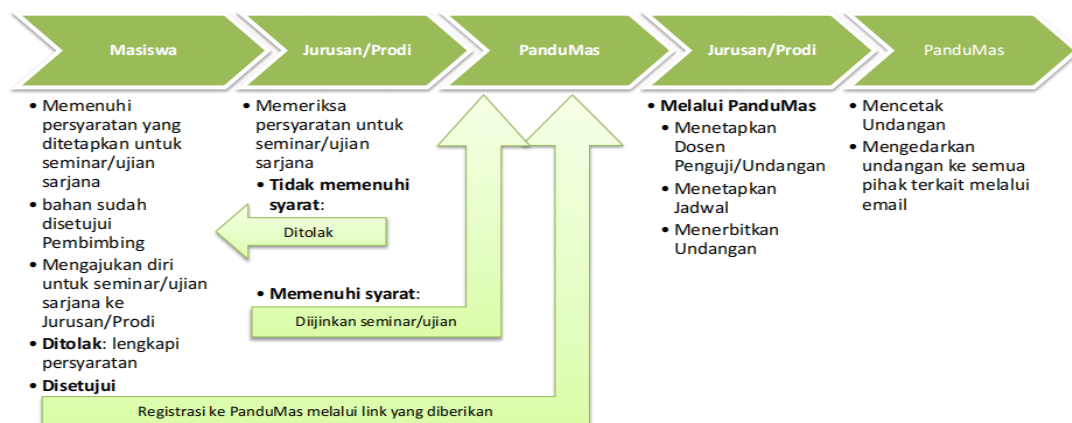 Masiswa
Jurusan/Prodi
PanduMas
Jurusan/Prodi
PanduMas
• Memenuhi
persyaratan yang
ditetapkan untuk
seminar/ujian
sarjana
• bahan sudah
disetujui
Pembimbing
• Mengajukan diri
untuk seminar/ujian
sarjana ke
Jurusan/Prodi
• Ditolak: lengkapi
persyaratan
• Disetujui
Registrasi ke PanduMas melalui link yang diberikan
• Memeriksa
persyaratan untuk
seminar/ujian
sarjana
• Tidak memenuhi
syarat:
Ditolak
• Memenuhi syarat:
Diijinkan seminar/ujian
• Melalui PanduMas
• Menetapkan
Dosen
Penguji/Undangan
• Menetapkan
Jadwal
• Menerbitkan
Undangan
• Mencetak
Undangan
• Mengedarkan
undangan ke semua
pihak terkait melalui
email